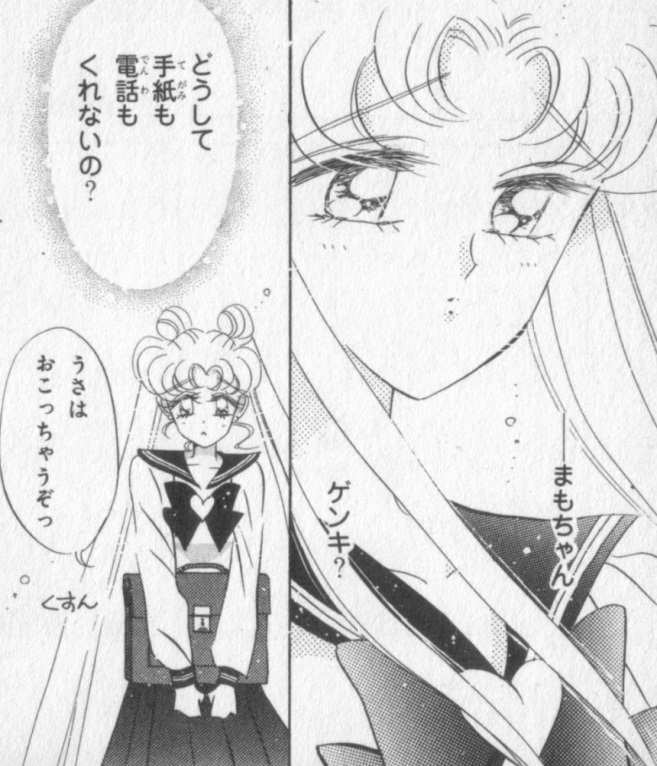 ―まもちゃん
ゲンキ?
どうして
手紙も
電話も
くれないの?
うさは
おこっちゃうぞっ
くすん